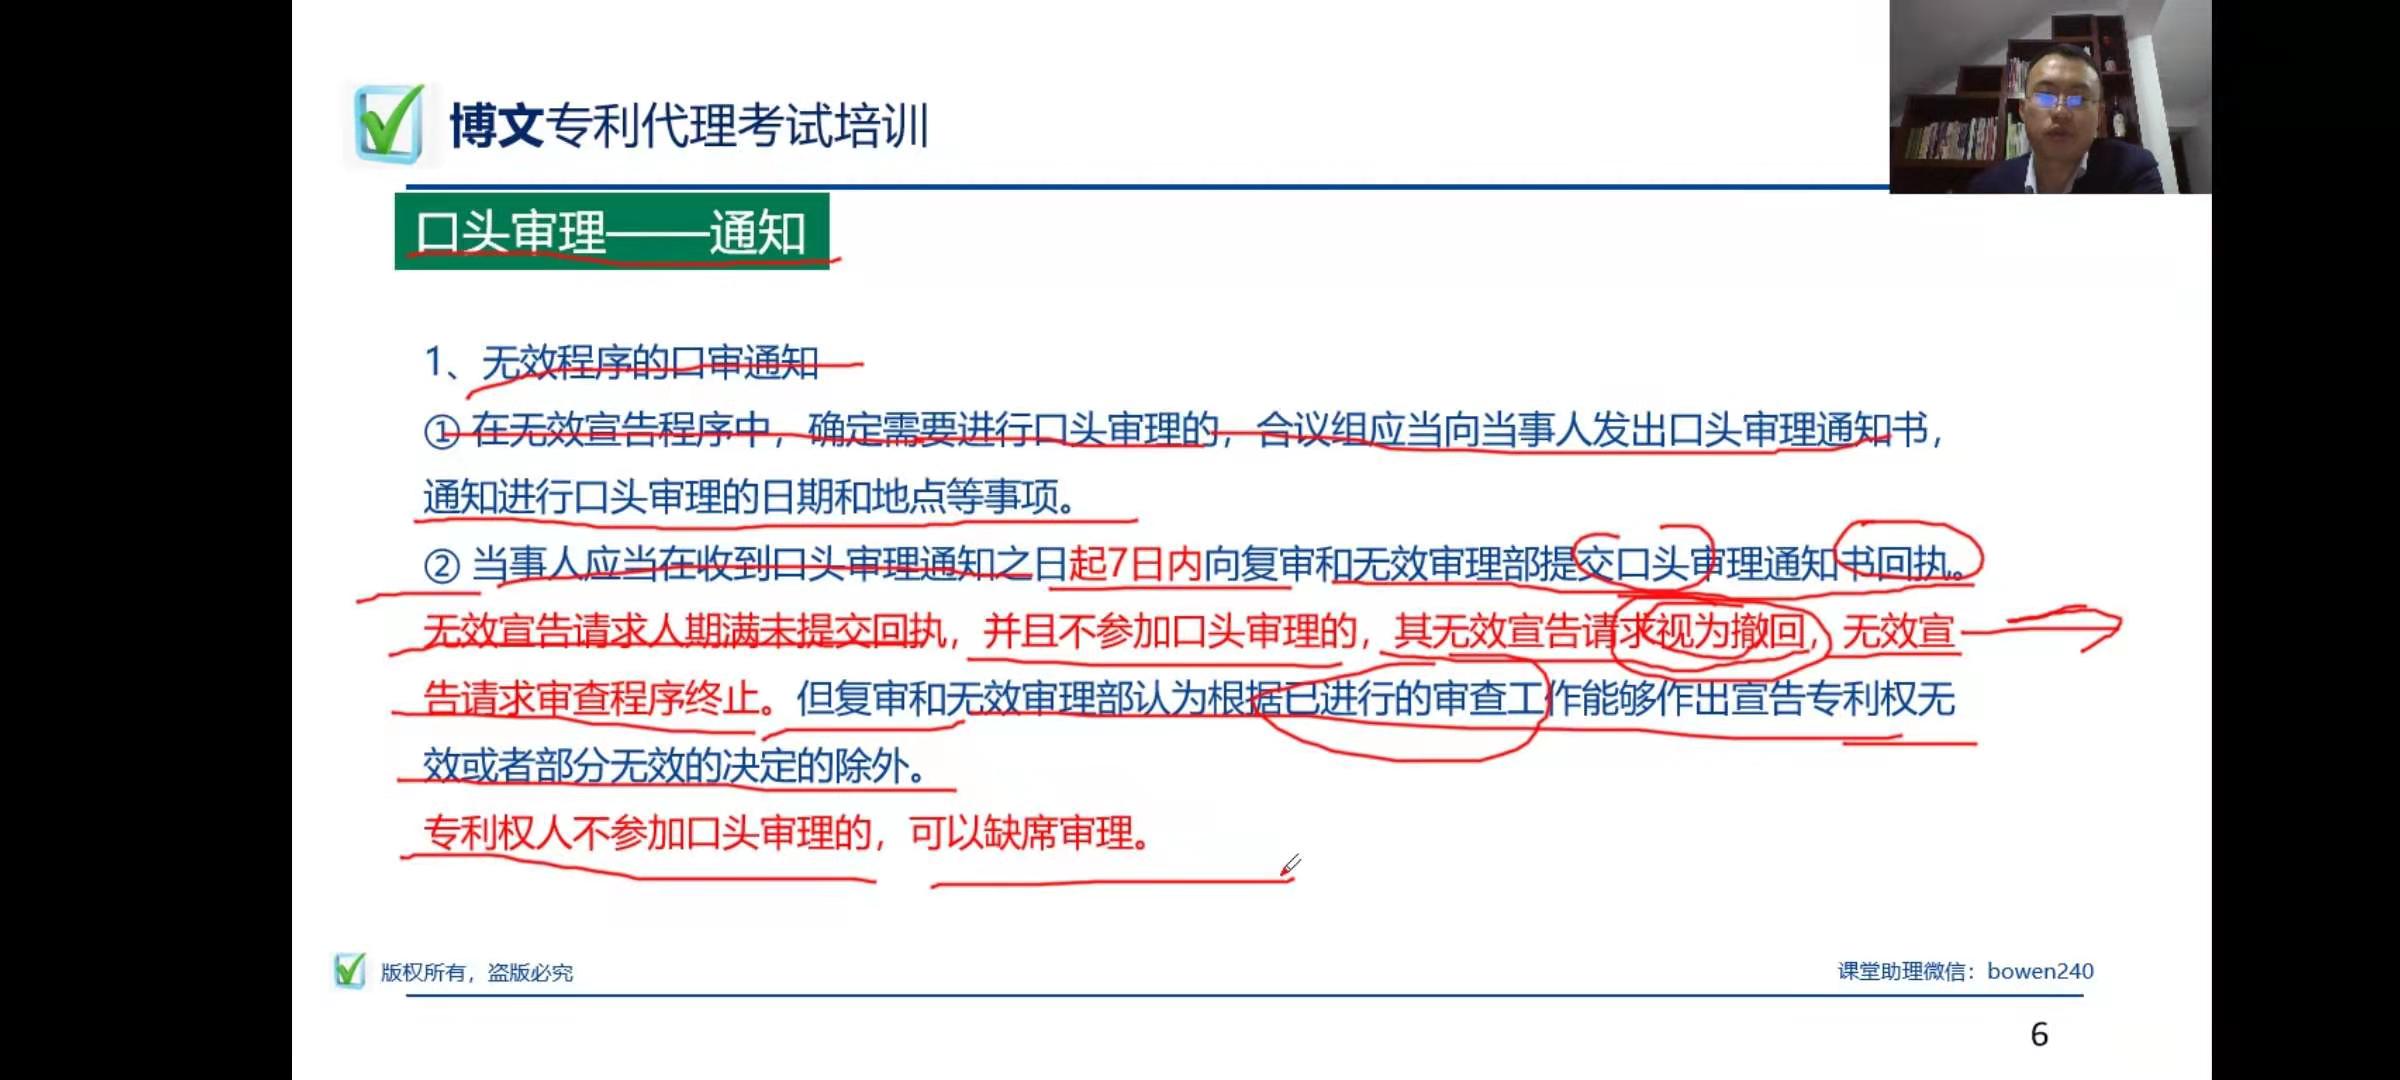 博文专利代理考试培训
口头审理——通知
1、无效程序的口审通知
① 在无效宣告程序中，确定需要进行口头审理的，合议组应当向当事人发出口头审理通知书，
通知进行口头审理的日期和地点等事项。
② 当事人应当在收到口头审理通知之日起7日内向复审和无效审理部提交口头审理通知书回执。
无效宣告请求人期满未提交回执，并且不参加口头审理的，其无效宣告请求视为撤回，无效宣
告请求审查程序终止。但复审和无效审理部认为根据已进行的审查工作能够作出宣告专利权无
效或者部分无效的决定的除外。
专利权人不参加口头审理的，可以缺席审理。
版权所有，盗版必究
课堂助理微信：bowen240
6